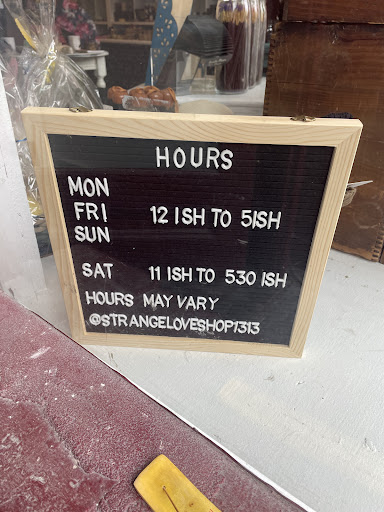 HOURS
MON
FRI 12 ISH TO 5ISH
SUN
SAT 11 ISH TO 530 ISH
HOURS MAY VARY
@STRANGELOVESHOP1313